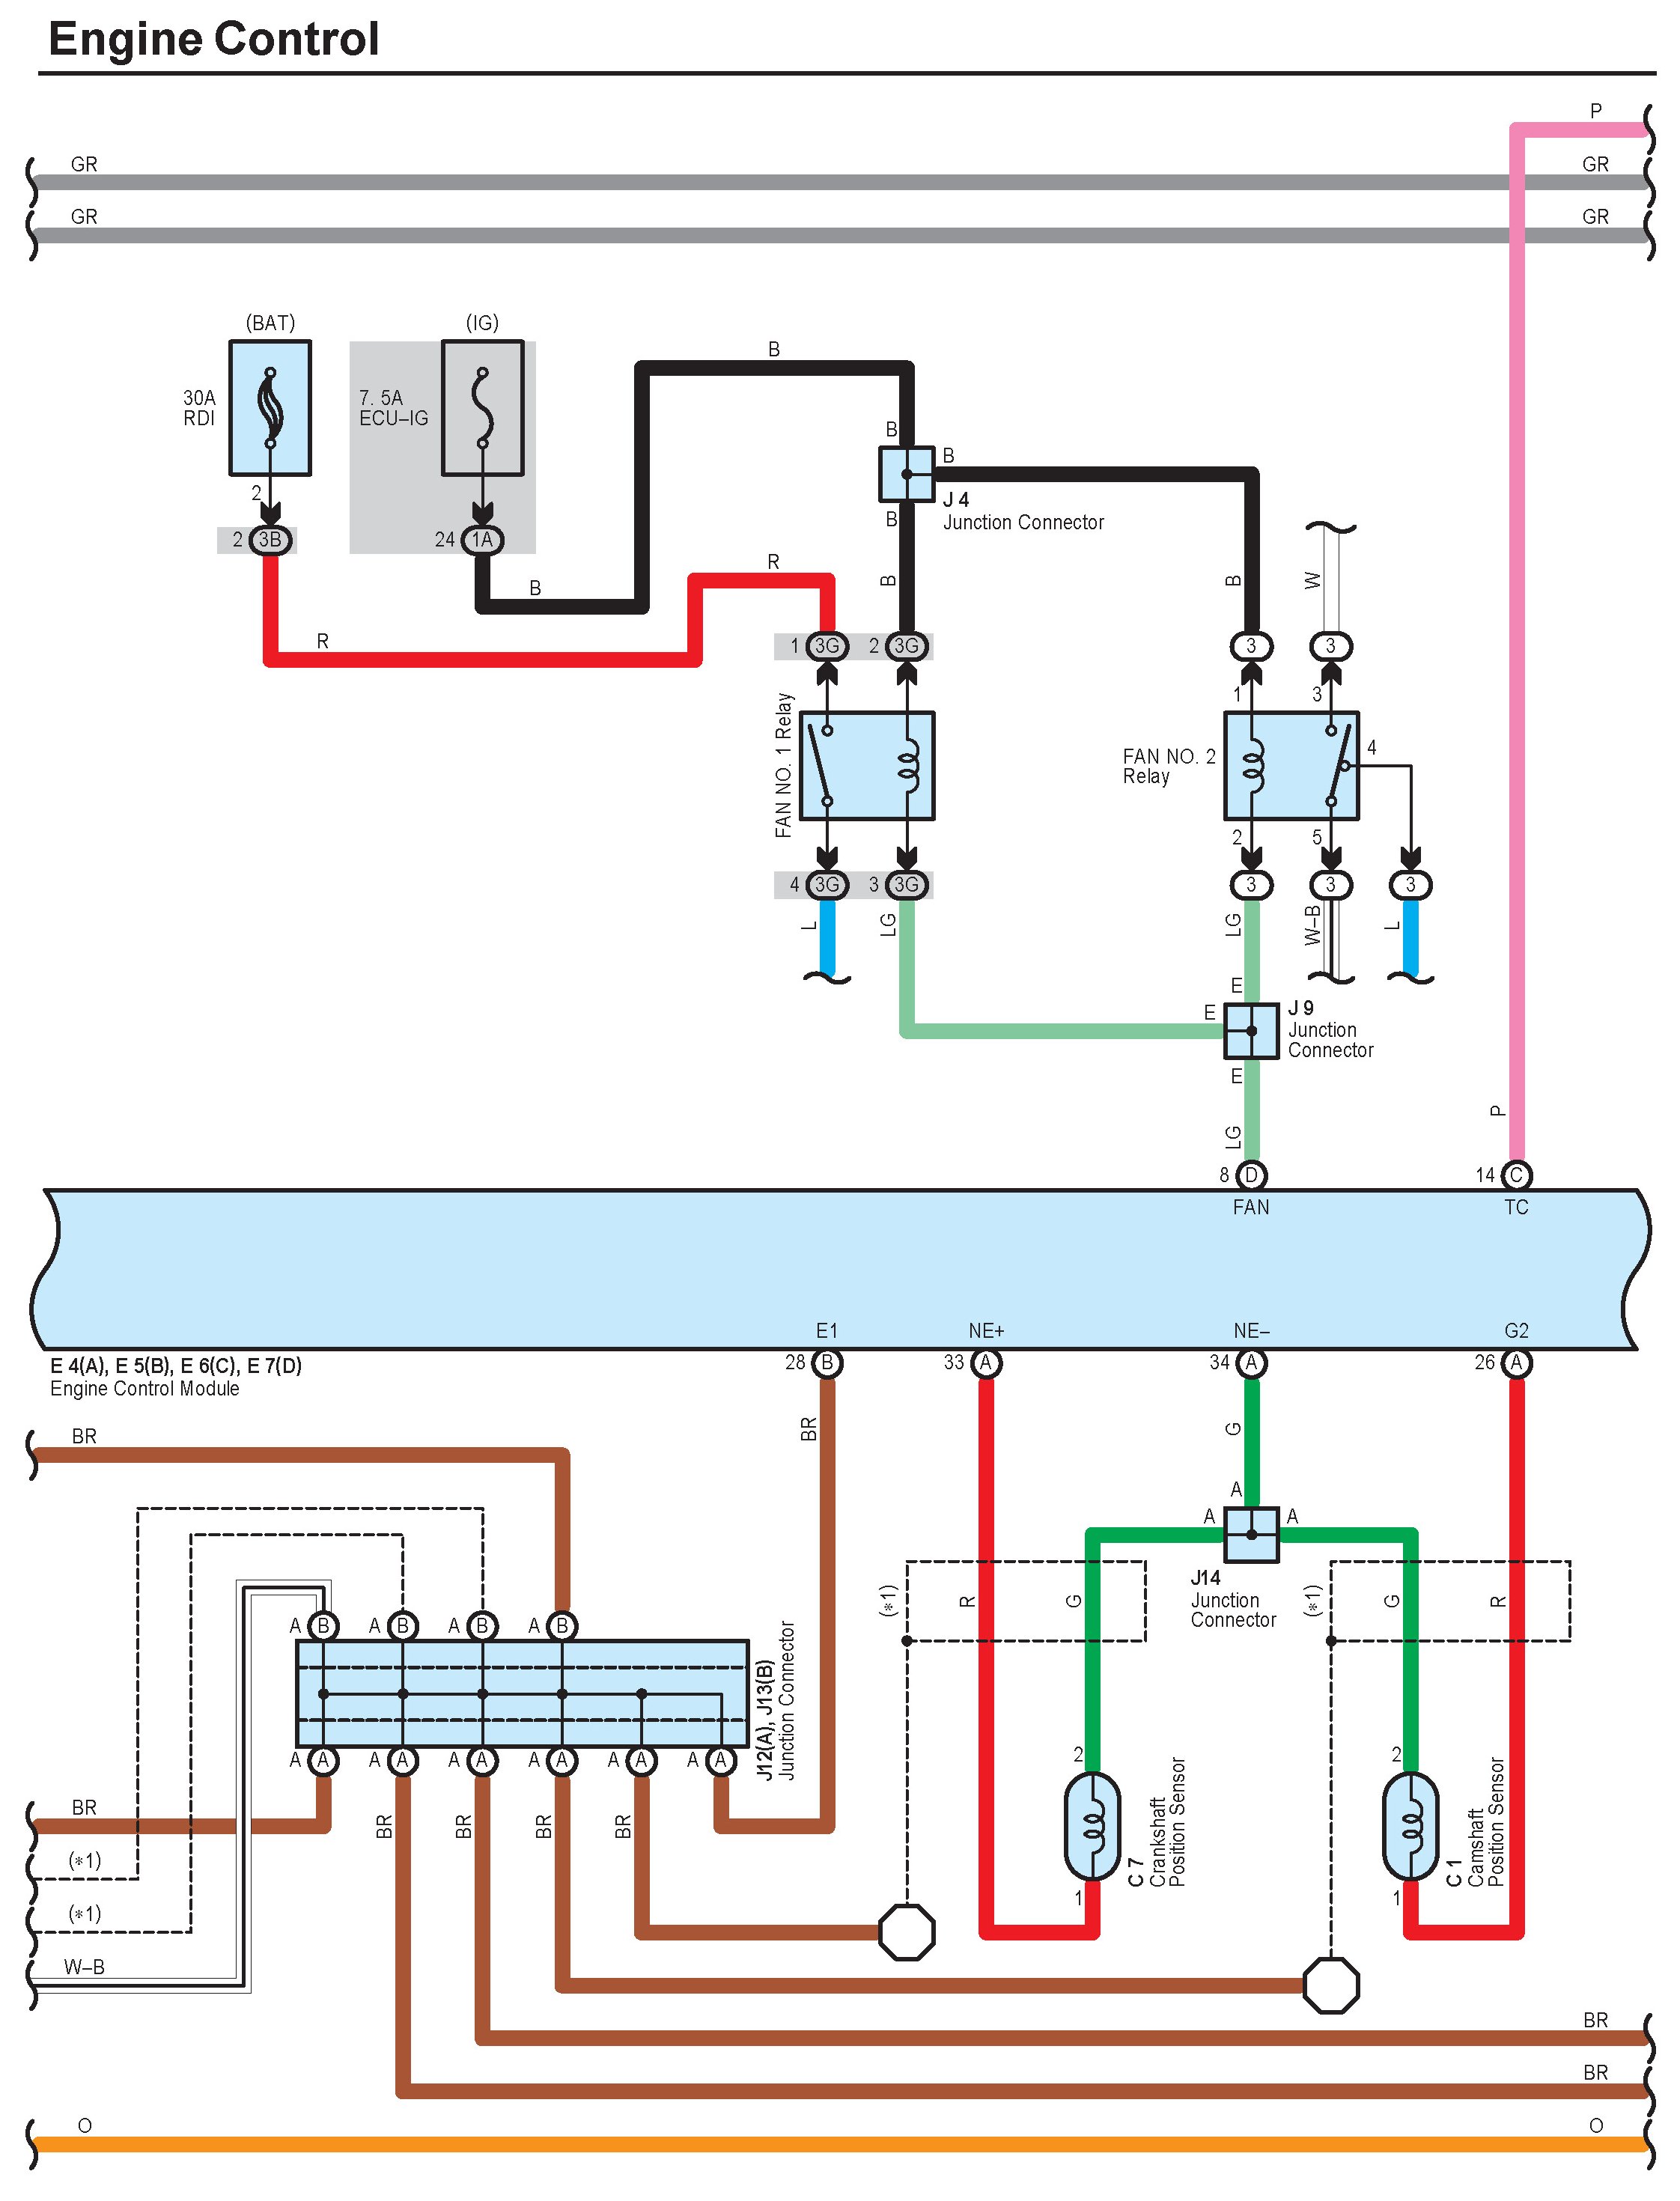 Engine Control
P
GR
GR
GR
GR
(BAT)
(IG)
30A
RDI
7. 5A
ECU–IG
2
2 3B
24 1A
B
B
B
J 4
Junction Connector
B
B
B
R
R
B
W
1 3G
2 3G
3
3
FAN NO. 1 Relay
FAN NO. 2
Relay
1
3
4
2
5
4 3G
3 3G
3
3
3
L
LG
LG
W–B
L
E
E
J 9
Junction
Connector
E
LG
P
8 D
14 C
FAN
TC
E1
NE+
NE–
G2
E 4(A), E 5(B), E 6(C), E 7(D)
Engine Control Module
28 B
33 A
34 A
26 A
BR
BR
G
A
A
A
J14
Junction
Connector
(*1)
R
G
(*1)
G
R
A B
A B
A B
A B
J12(A), J13(B)
Junction Connector
A A
A A
A A
A A
A A
A A
BR
BR
BR
BR
BR
(*1)
(*1)
W–B
2
C 7
Crankshaft
Position Sensor
1
2
C 1
Camshaft
Position Sensor
1
BR
BR
O
O